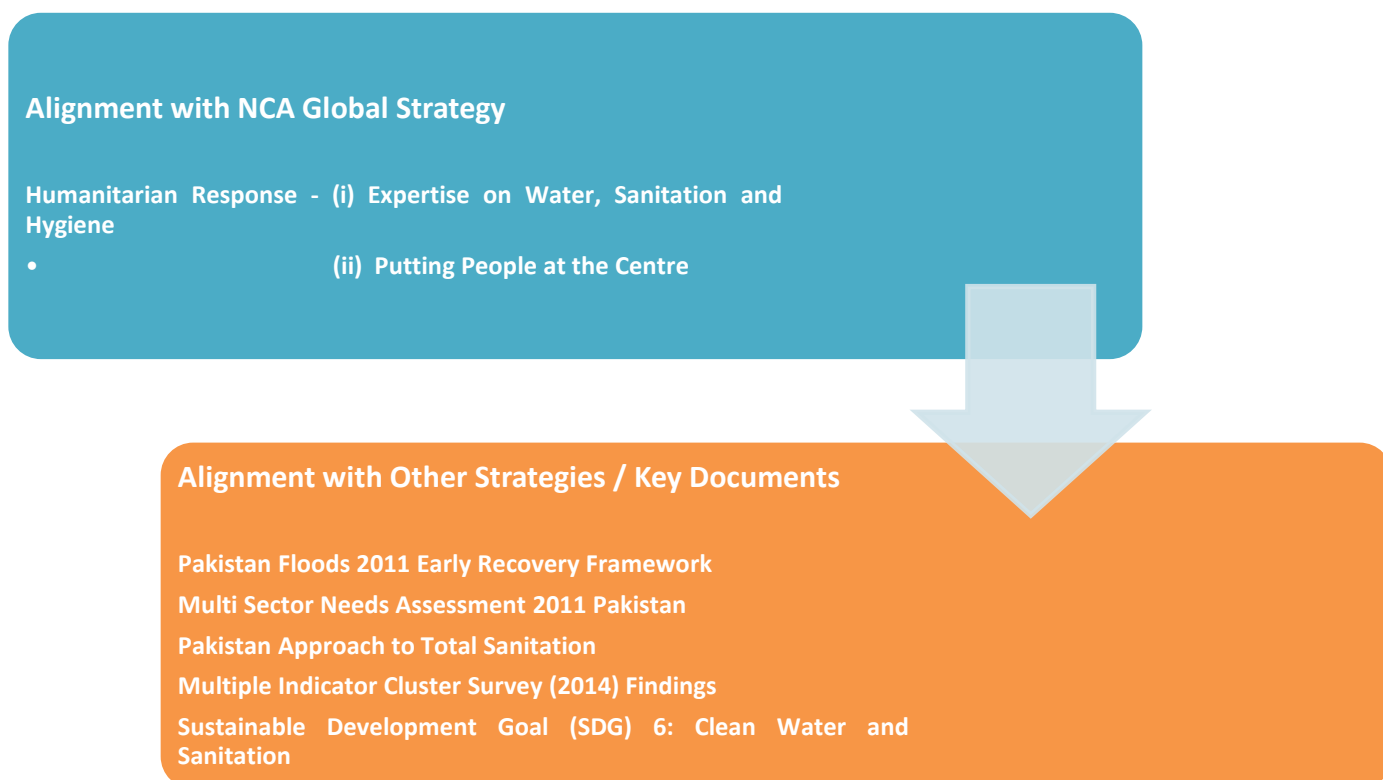 Alignment with NCA Global Strategy
Humanitarian Response - (i) Expertise on Water, Sanitation and
Hygiene
• (ii) Putting People at the Centre
Alignment with Other Strategies / Key Documents
Pakistan Floods 2011 Early Recovery Framework
Multi Sector Needs Assessment 2011 Pakistan
Pakistan Approach to Total Sanitation
Multiple Indicator Cluster Survey (2014) Findings
Sustainable Development Goal (SDG) 6: Clean Water and
Sanitation